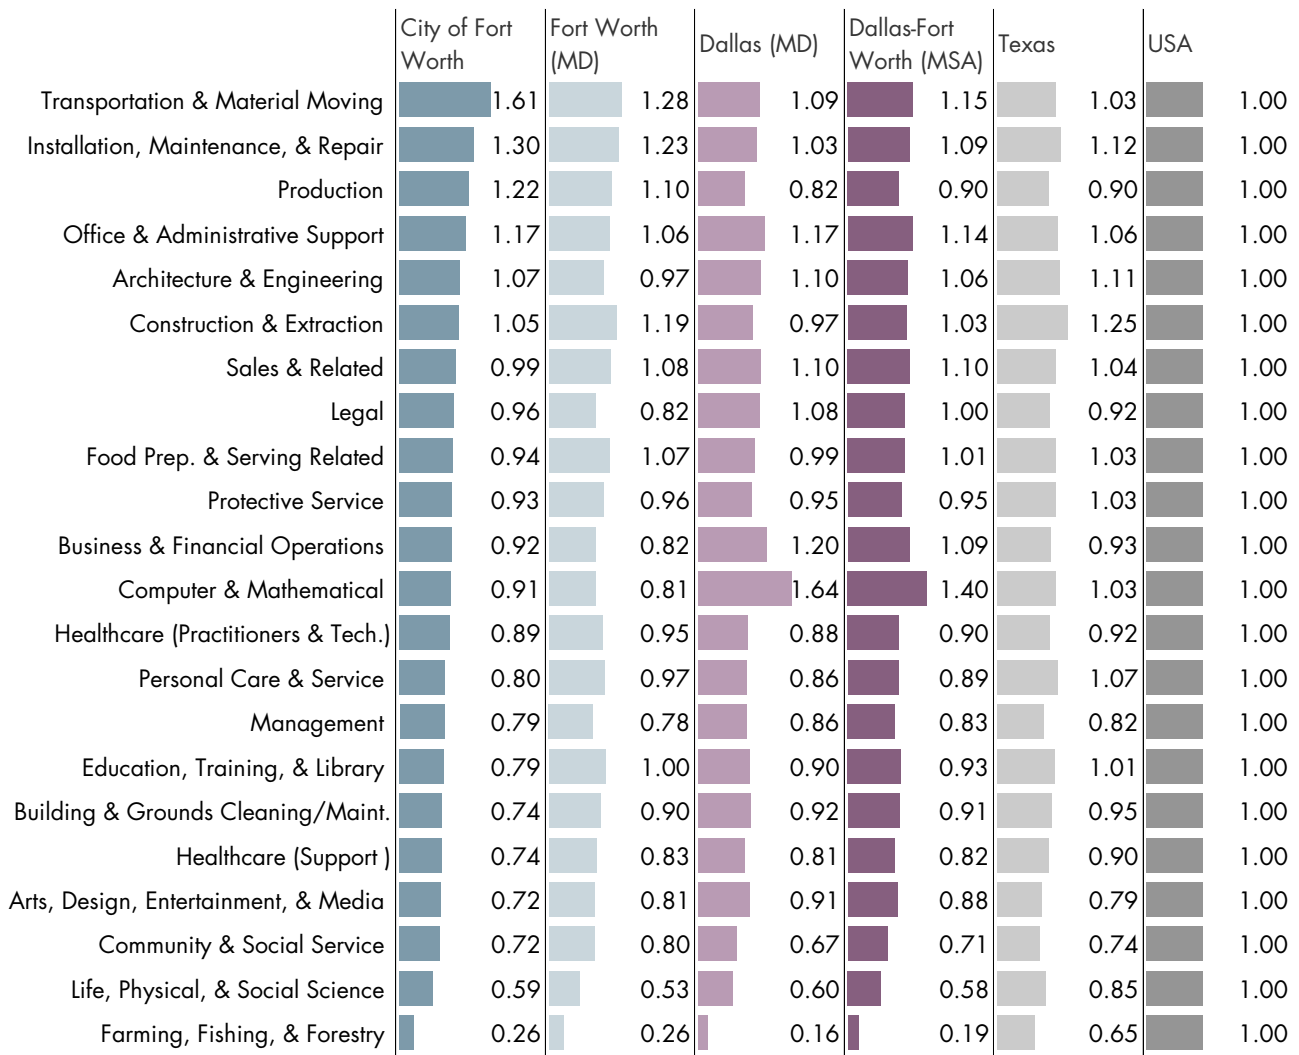 City of Fort Worth Fort Worth (MD) Dallas (MD) Dallas-Fort Worth (MSA) Texas USA
Transportation & Material Moving 1.61 1.28 1.09 1.15 1.03 1.00
Installation, Maintenance, & Repair 1.30 1.23 1.03 1.09 1.12 1.00
Production 1.22 1.10 0.82 0.90 0.90 1.00
Office & Administrative Support 1.17 1.06 1.17 1.14 1.06 1.00
Architecture & Engineering 1.07 0.97 1.10 1.06 1.11 1.00
Construction & Extraction 1.05 1.19 0.97 1.03 1.25 1.00
Sales & Related 0.99 1.08 1.10 1.10 1.04 1.00
Legal 0.96 0.82 1.08 1.00 0.92 1.00
Food Prep. & Serving Related 0.94 1.07 0.99 1.01 1.03 1.00
Protective Service 0.93 0.96 0.95 0.95 1.03 1.00
Business & Financial Operations 0.92 0.82 1.20 1.09 0.93 1.00
Computer & Mathematical 0.91 0.81 1.64 1.40 1.03 1.00
Healthcare (Practitioners & Tech.) 0.89 0.95 0.88 0.90 0.92 1.00
Personal Care & Service 0.80 0.97 0.86 0.89 1.07 1.00
Management 0.79 0.78 0.86 0.83 0.82 1.00
Education, Training, & Library 0.79 1.00 0.90 0.93 1.01 1.00
Building & Grounds Cleaning/Maint. 0.74 0.90 0.92 0.91 0.95 1.00
Healthcare (Support ) 0.74 0.83 0.81 0.82 0.90 1.00
Arts, Design, Entertainment, & Media 0.72 0.81 0.91 0.88 0.79 1.00
Community & Social Service 0.72 0.80 0.67 0.71 0.74 1.00
Life, Physical, & Social Science 0.59 0.53 0.60 0.58 0.85 1.00
Farming, Fishing, & Forestry 0.26 0.26 0.16 0.19 0.65 1.00